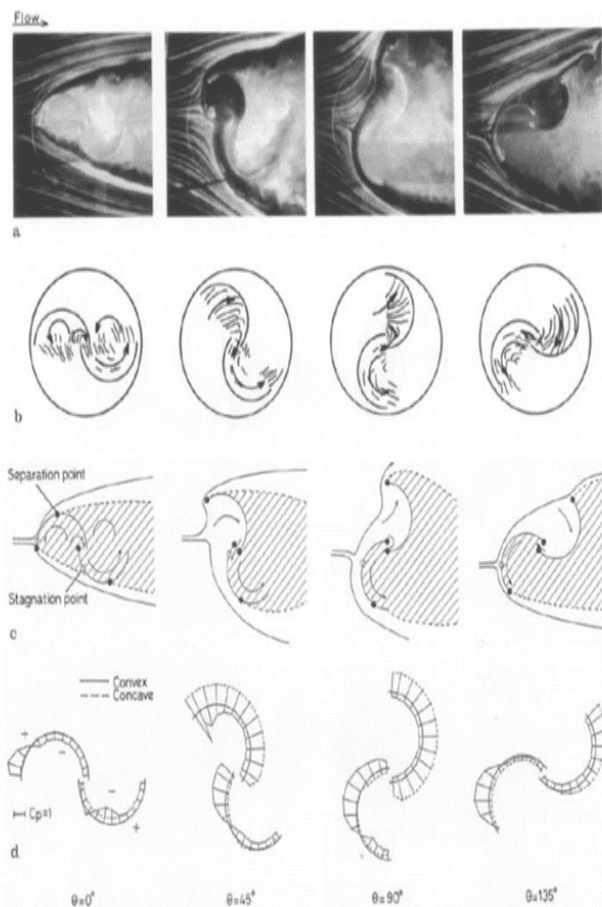 Flow
a
b
Separation point
Stagnation point
c
Convex
Concave
+
-
-
+
Cp=1
d
θ=0°
θ=45°
θ=90°
θ=135°